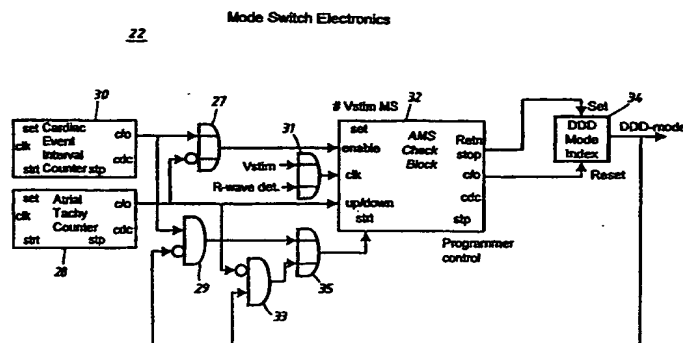 Mode Switch Electronics
22
30
set Cardiac c/o
clk Event
Interval cdc
strt Counter stp
27
31
Vstim
R-wave det.
# Vstim MS 32
set
enable AMS Retn
Check stop
clk Block c/o
up/down cdc
strt stp
Programmer
control
34
Set
DDD
Mode
Index
DDD-mode
Reset
set Atrial c/o
clk Tachy
Counter cdc
strt stp
28
29
33
35